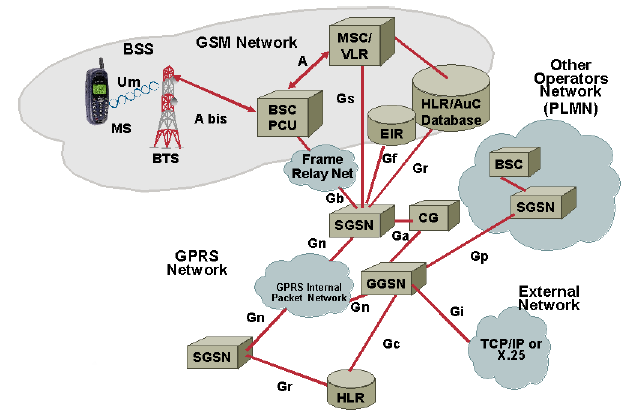 BSS
GSM Network
MSC/
VLR
A
Um
MS
BTS
A bis
BSC
PCU
Gs
EIR
HLR/AuC
Database
Other
Operators
Network
(PLMN)
BSC
SGSN
Frame
Relay Net
Gf
Gr
Gb
SGSN
CG
Ga
Gn
Gp
GPRS
Network
GPRS Internal
Packet Network
Gn
GGSN
External
Network
Gn
Gi
TCP/IP or
X.25
SGSN
Gc
Gr
HLR